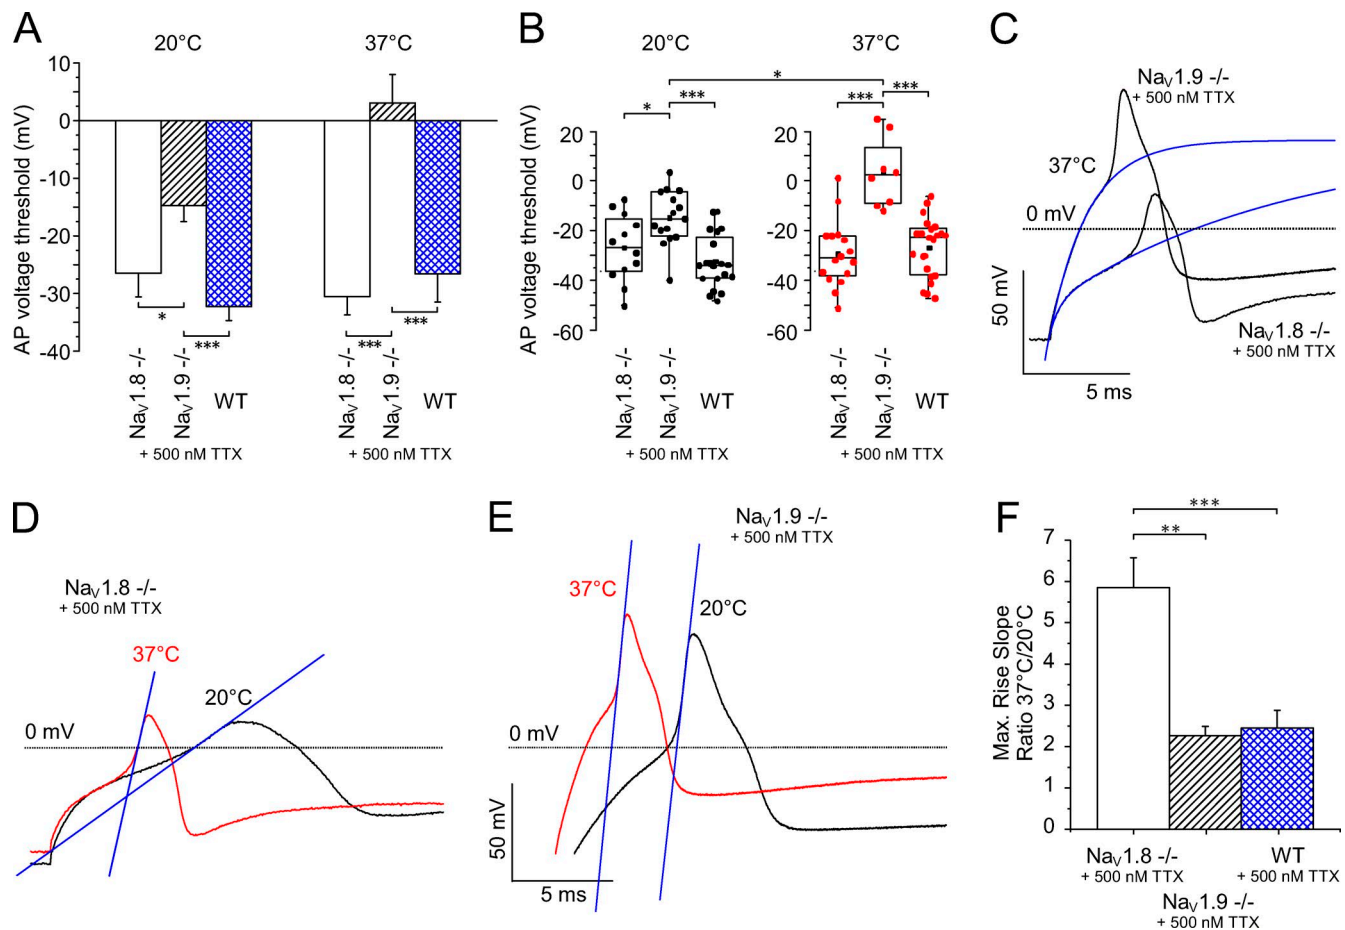 A
20°C
37°C
AP voltage threshold (mV)
10
0
-10
-20
-30
-40
*
***
***
***
NaV1.8 -/-
NaV1.9 -/-
WT
+ 500 nM TTX
NaV1.8 -/-
NaV1.9 -/-
WT
+ 500 nM TTX
B
20°C
37°C
*
*
***
***
***
AP voltage threshold (mV)
20
0
-20
-40
-60
20
0
-20
-40
-60
NaV1.8 -/-
NaV1.9 -/-
WT
+ 500 nM TTX
NaV1.8 -/-
NaV1.9 -/-
WT
+ 500 nM TTX
C
NaV1.9 -/-
+ 500 nM TTX
37°C
0 mV
50 mV
NaV1.8 -/-
+ 500 nM TTX
5 ms
D
NaV1.8 -/-
+ 500 nM TTX
37°C
20°C
0 mV
E
NaV1.9 -/-
+ 500 nM TTX
37°C
20°C
0 mV
50 mV
5 ms
F
***
**
Max. Rise Slope
Ratio 37°C/20°C
7
6
5
4
3
2
1
0
NaV1.8 -/-
+ 500 nM TTX
WT
+ 500 nM TTX
NaV1.9 -/-
+ 500 nM TTX